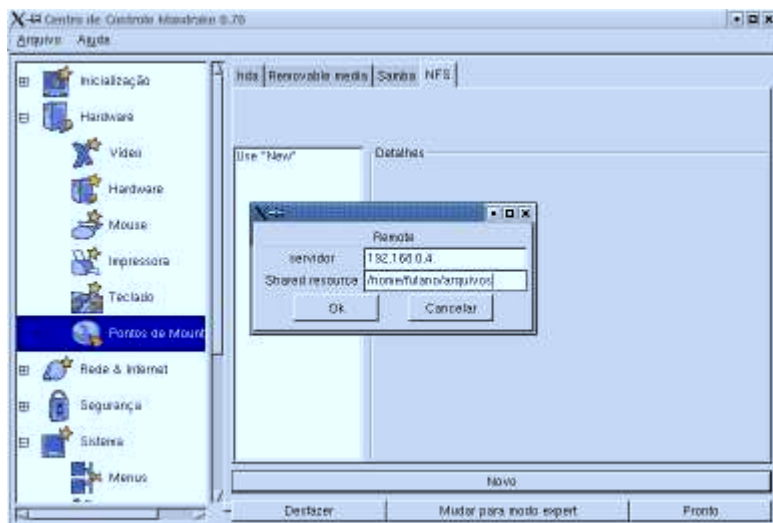 Centro de Controle Mandrake 0.76
Arquivo Ajuda
Inicialização
Hardware
Vídeo
Hardware
Mouse
Impressora
Teclado
Pontos de Mount
Rede & Internet
Segurança
Sistema
Menus
hda Removable media Samba NFS
Use "New"
Detalhes
Remote
servidor 192.168.0.4
Shared resource /home/fulano/arquivos
Ok
Cancelar
Novo
Desfazer
Mudar para modo expert
Pronto